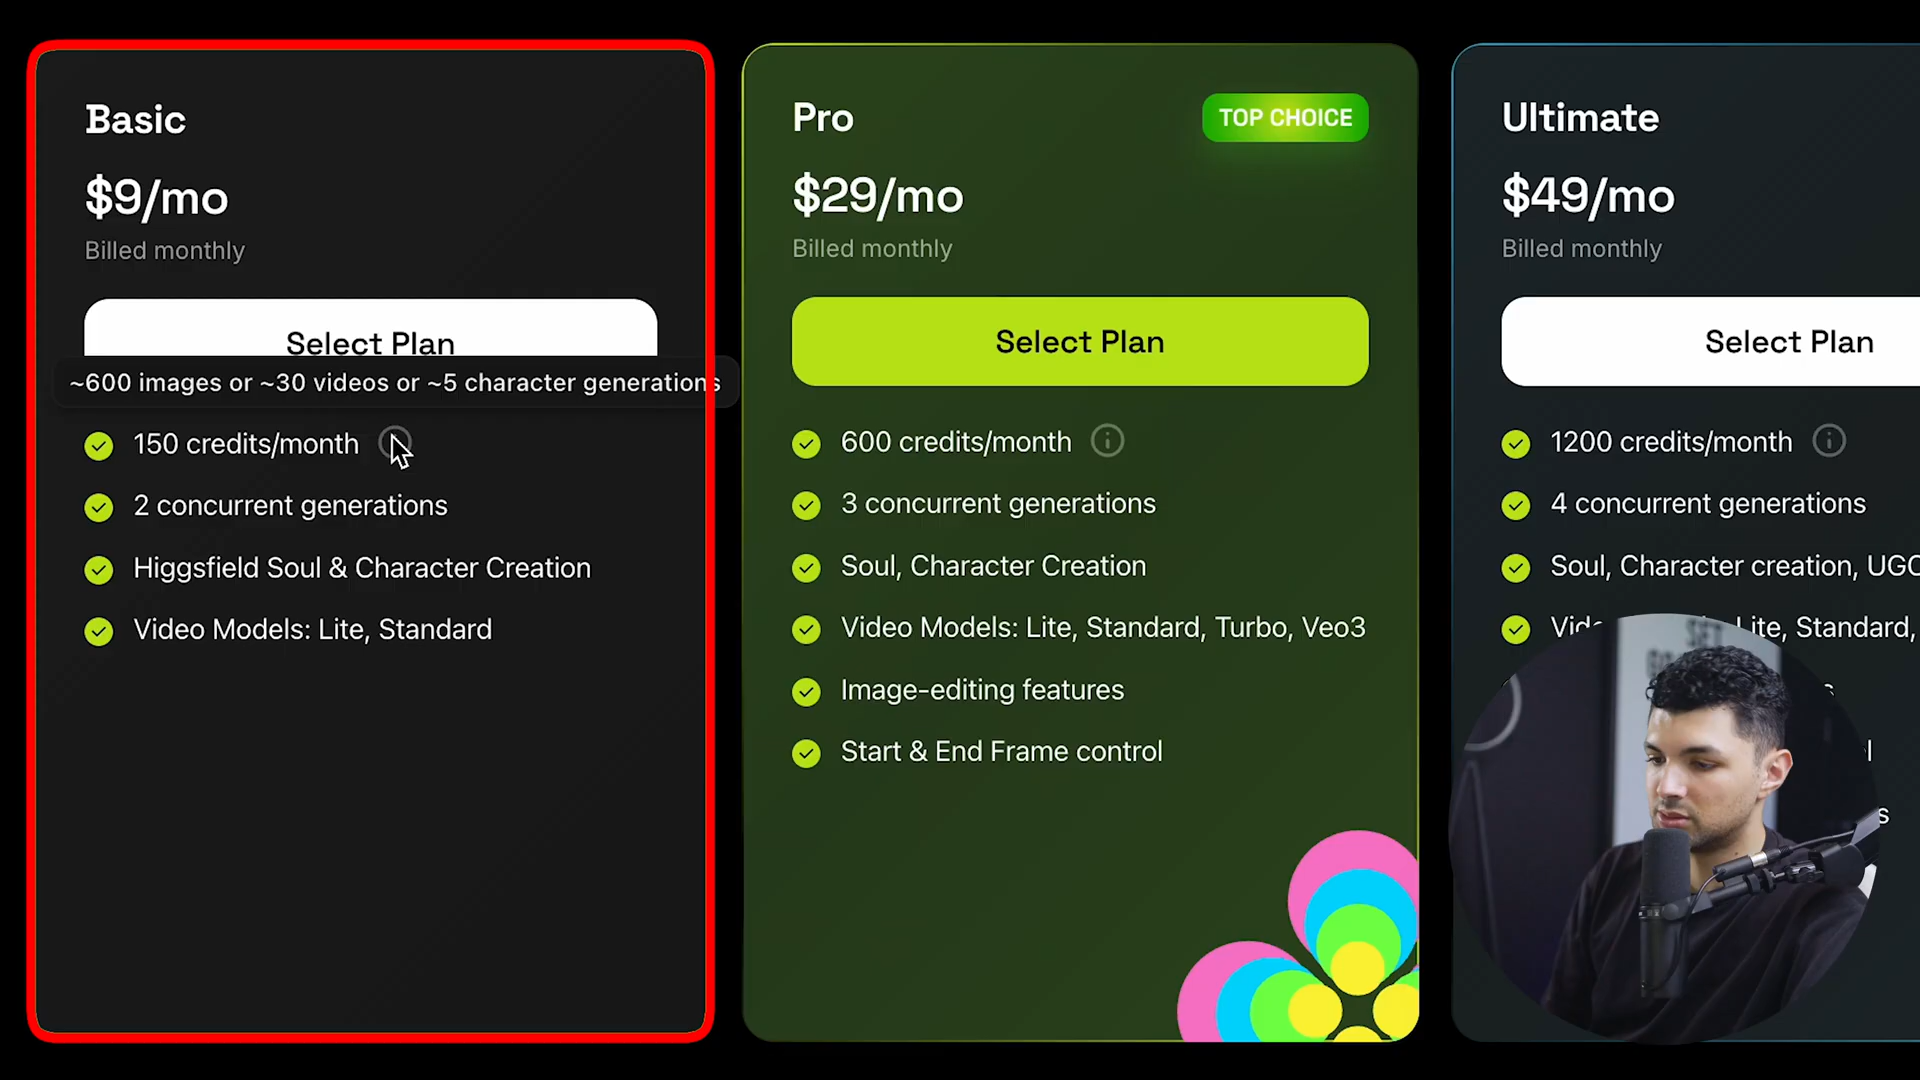 Basic
$9/mo
Billed monthly
Select Plan
~600 images or ~30 videos or ~5 character generations
150 credits/month
2 concurrent generations
Higgsfield Soul & Character Creation
Video Models: Lite, Standard
Pro
TOP CHOICE
$29/mo
Billed monthly
Select Plan
600 credits/month
3 concurrent generations
Soul, Character Creation
Video Models: Lite, Standard, Turbo, Veo3
Image-editing features
Start & End Frame control
Ultimate
$49/mo
Billed monthly
Select Plan
1200 credits/month
4 concurrent generations
Soul, Character creation, UGC
Lite, Standard,
SET